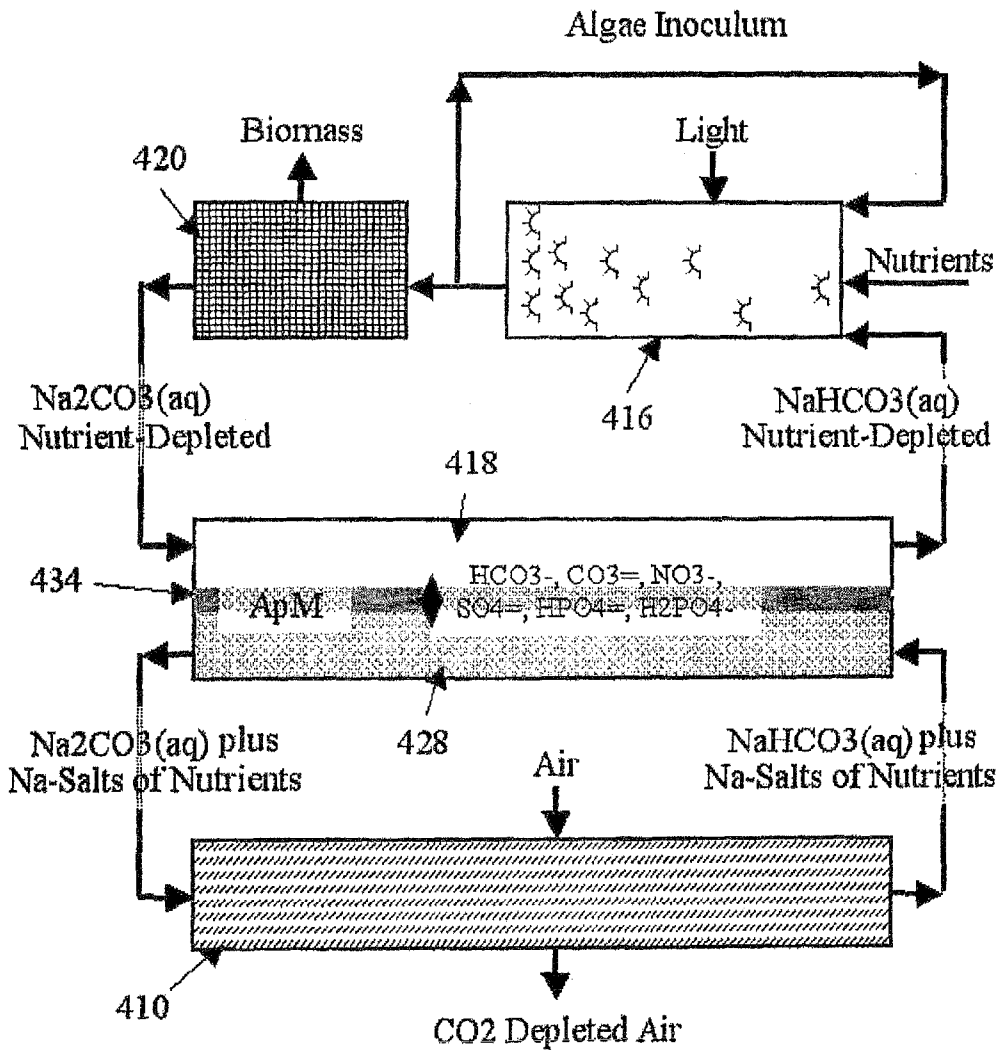 Algae Inoculum
Biomass
Light
420
Nutrients
Na2CO3(aq)
Nutrient-Depleted
416
NaHCO3(aq)
Nutrient-Depleted
418
434
HCO3-, CO3=, NO3-,
ApM
SO4=, HPO4=, H2PO4-
Na2CO3(aq) plus
Na-Salts of Nutrients
428
NaHCO3(aq) plus
Na-Salts of Nutrients
Air
410
CO2 Depleted Air